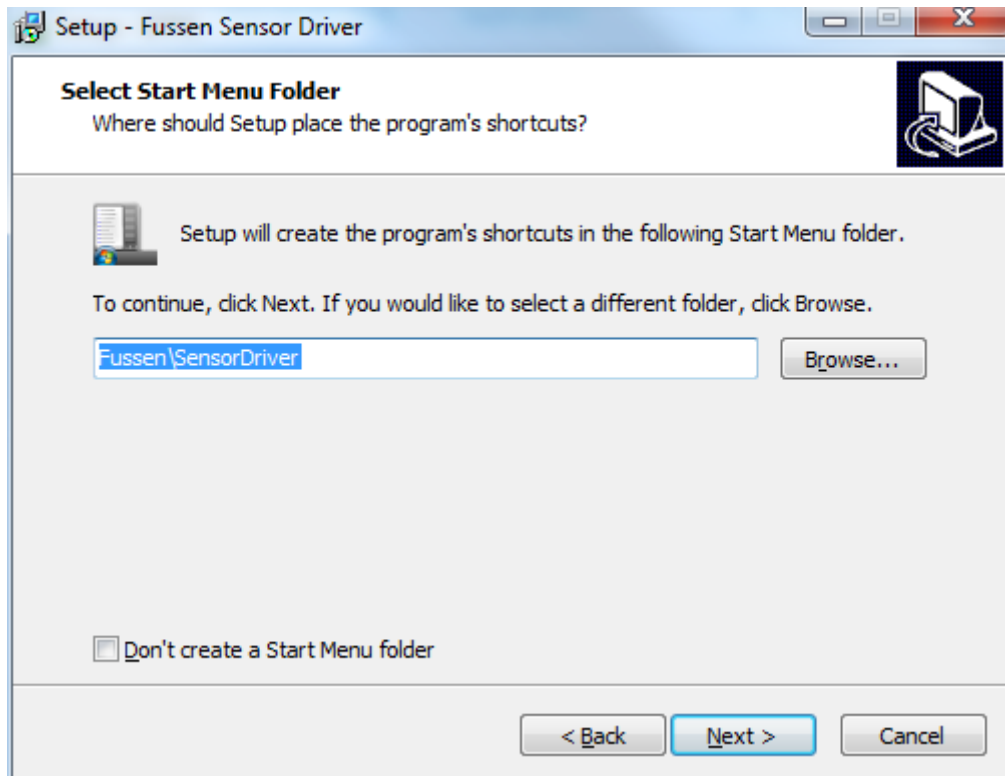 Setup - Fussen Sensor Driver
Select Start Menu Folder
Where should Setup place the program's shortcuts?
Setup will create the program's shortcuts in the following Start Menu folder.
To continue, click Next. If you would like to select a different folder, click Browse.
Fussen\SensorDriver
Browse...
Don't create a Start Menu folder
< Back
Next >
Cancel